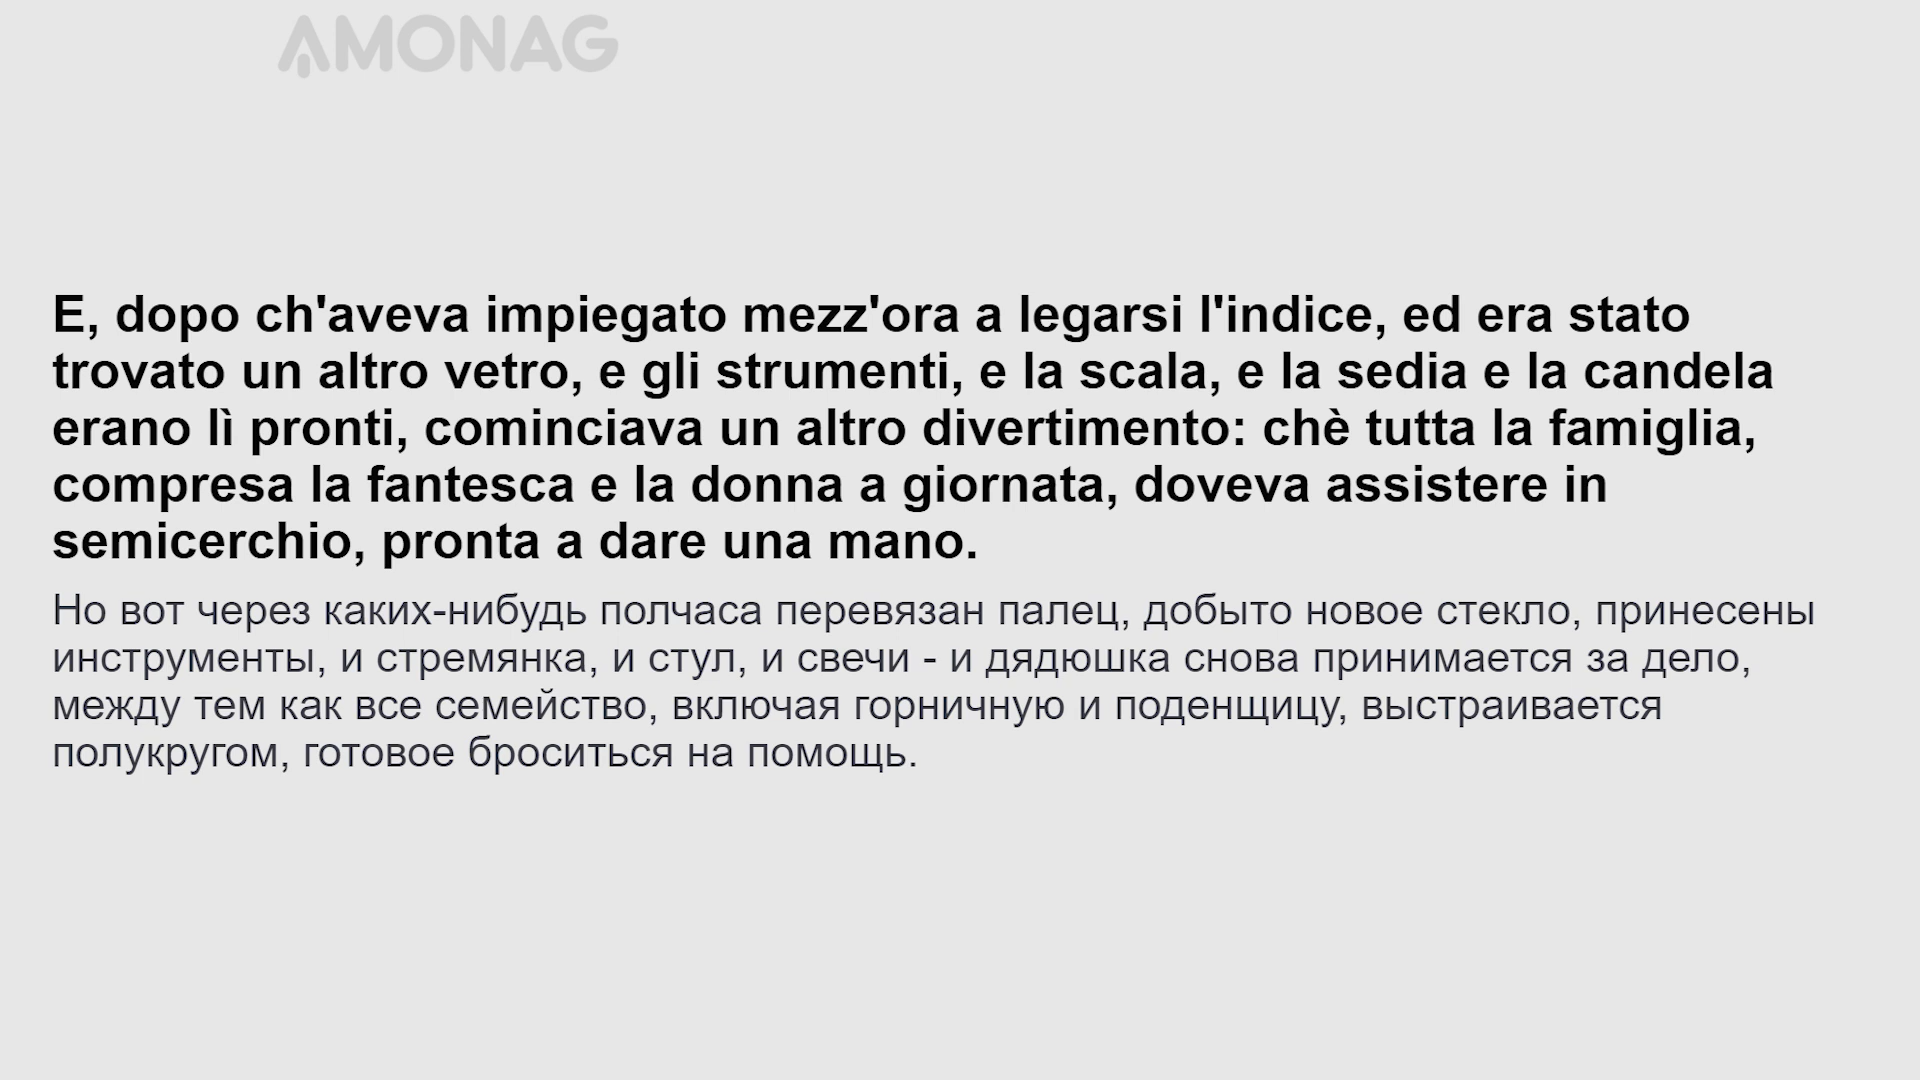 AMONAG
E, dopo ch'aveva impiegato mezz'ora a legarsi l'indice, ed era stato
trovato un altro vetro, e gli strumenti, e la scala, e la sedia e la candela
erano lì pronti, cominciava un altro divertimento: chè tutta la famiglia,
compresa la fantesca e la donna a giornata, doveva assistere in
semicerchio, pronta a dare una mano.
Но вот через каких-нибудь полчаса перевязан палец, добыто новое стекло, принесены
инструменты, и стремянка, и стул, и свечи - и дядюшка снова принимается за дело,
между тем как все семейство, включая горничную и поденщицу, выстраивается
полукругом, готовое броситься на помощь.